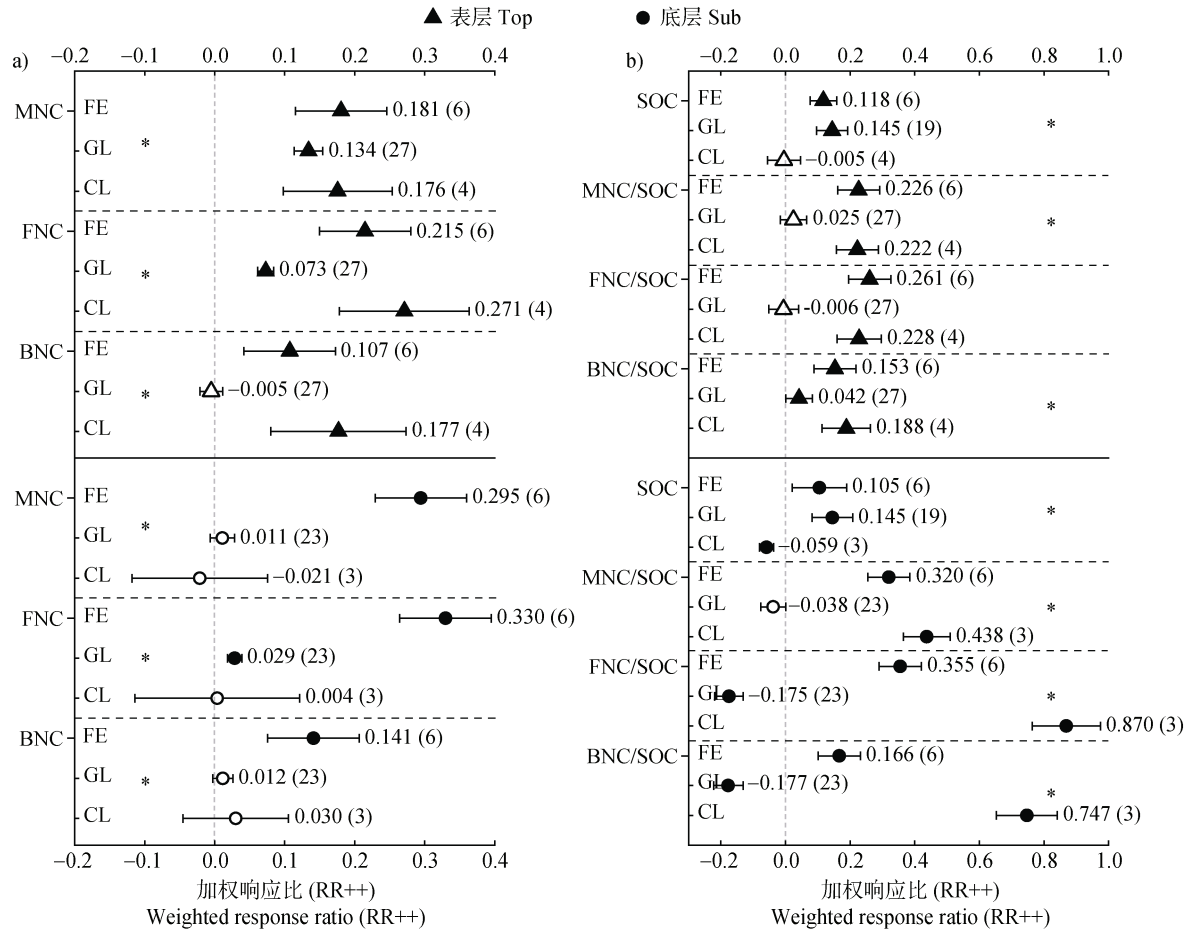 ▲ 表层 Top ● 底层 Sub
a)
−0.2 −0.1 0.0 0.1 0.2 0.3 0.4
MNC FE 0.181 (6)
GL * 0.134 (27)
CL 0.176 (4)
FNC FE 0.215 (6)
GL * 0.073 (27)
CL 0.271 (4)
BNC FE 0.107 (6)
GL * −0.005 (27)
CL 0.177 (4)
MNC FE 0.295 (6)
GL * 0.011 (23)
CL −0.021 (3)
FNC FE 0.330 (6)
GL * 0.029 (23)
CL 0.004 (3)
BNC FE 0.141 (6)
GL * 0.012 (23)
CL 0.030 (3)
−0.2 −0.1 0.0 0.1 0.2 0.3 0.4
加权响应比 (RR++)
Weighted response ratio (RR++)
b)
−0.2 0.0 0.2 0.4 0.6 0.8 1.0
SOC FE 0.118 (6)
GL 0.145 (19) *
CL −0.005 (4)
MNC/SOC FE 0.226 (6)
GL 0.025 (27) *
CL 0.222 (4)
FNC/SOC FE 0.261 (6)
GL -0.006 (27) *
CL 0.228 (4)
BNC/SOC FE 0.153 (6)
GL 0.042 (27) *
CL 0.188 (4)
SOC FE 0.105 (6)
GL 0.145 (19) *
CL −0.059 (3)
MNC/SOC FE 0.320 (6)
GL −0.038 (23) *
CL 0.438 (3)
FNC/SOC FE 0.355 (6)
GL −0.175 (23) *
CL 0.870 (3)
BNC/SOC FE 0.166 (6)
GL −0.177 (23) *
CL 0.747 (3)
−0.2 0.0 0.2 0.4 0.6 0.8 1.0
加权响应比 (RR++)
Weighted response ratio (RR++)